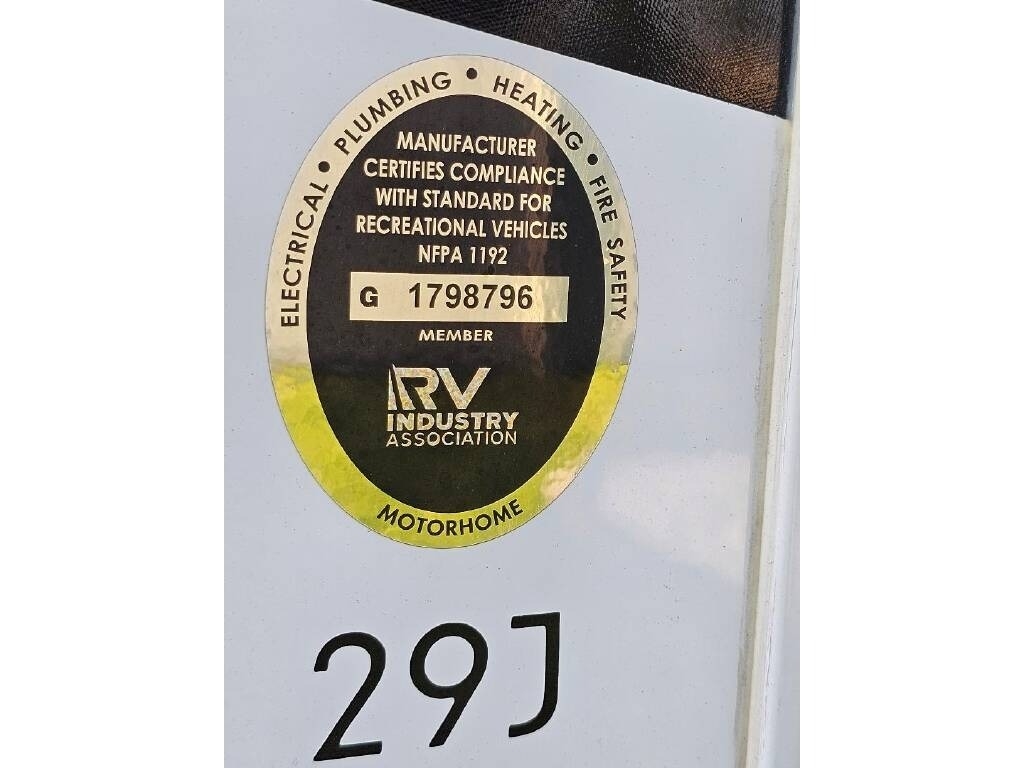 ELECTRICAL • PLUMBING • HEATING • FIRE SAFETY
MANUFACTURER
CERTIFIES COMPLIANCE
WITH STANDARD FOR
RECREATIONAL VEHICLES
NFPA 1192
G 1798796
MEMBER
RV
INDUSTRY
ASSOCIATION
MOTORHOME
29J